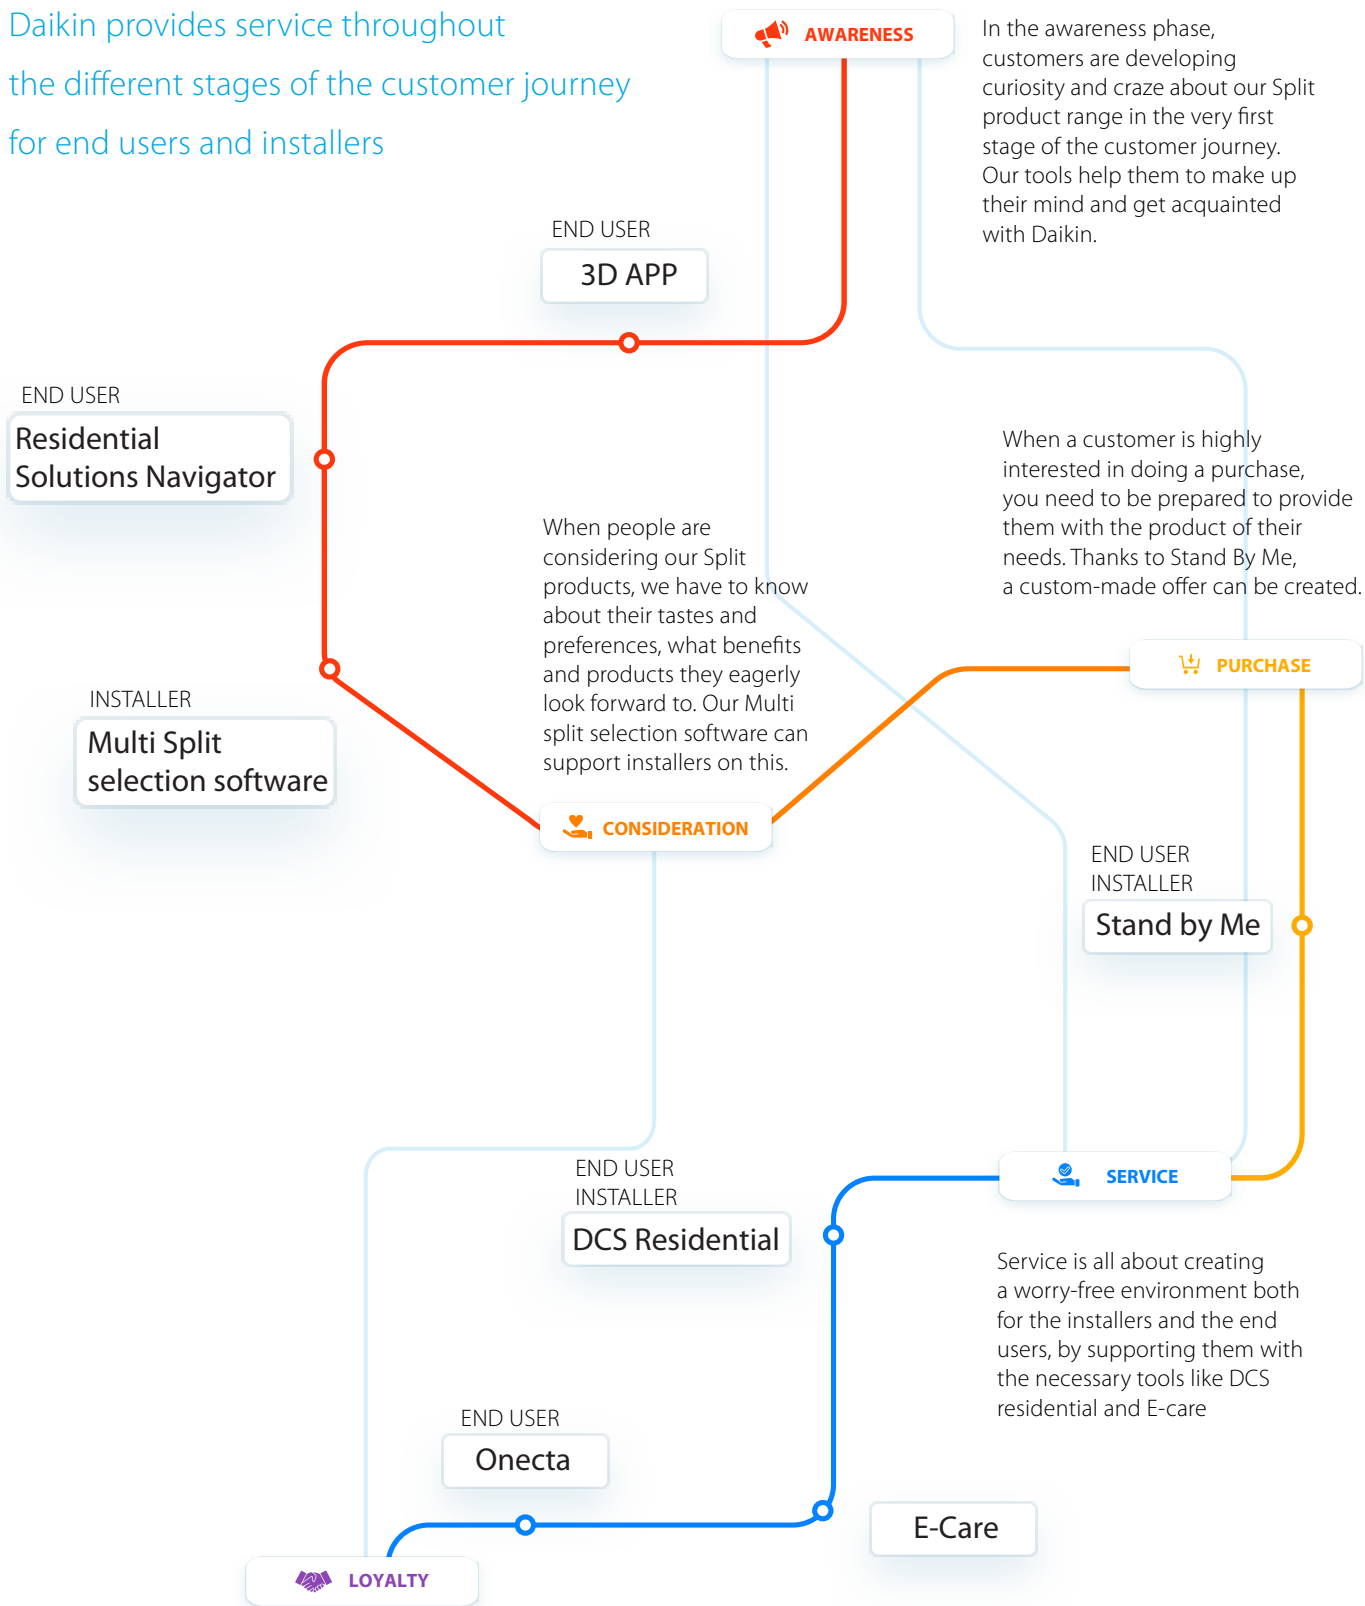 Daikin provides service throughout
the different stages of the customer journey
for end users and installers
AWARENESS
In the awareness phase,
customers are developing
curiosity and craze about our Split
product range in the very first
stage of the customer journey.
Our tools help them to make up
their mind and get acquainted
with Daikin.
END USER
3D APP
END USER
Residential
Solutions Navigator
When a customer is highly
interested in doing a purchase,
you need to be prepared to provide
them with the product of their
needs. Thanks to Stand By Me,
a custom-made offer can be created.
When people are
considering our Split
products, we have to know
about their tastes and
preferences, what benefits
and products they eagerly
look forward to. Our Multi
split selection software can
support installers on this.
PURCHASE
INSTALLER
Multi Split
selection software
CONSIDERATION
END USER
INSTALLER
Stand by Me
END USER
INSTALLER
DCS Residential
SERVICE
Service is all about creating
a worry-free environment both
for the installers and the end
users, by supporting them with
the necessary tools like DCS
residential and E-care
END USER
Onecta
E-Care
LOYALTY